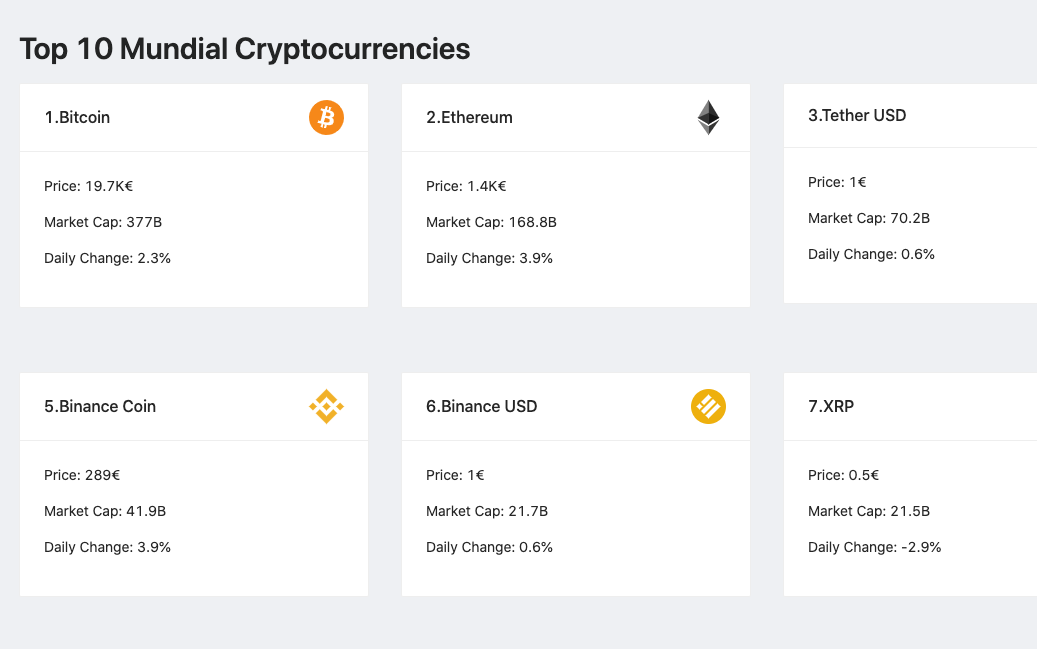 Top 10 Mundial Cryptocurrencies
1.Bitcoin
Price: 19.7K€
Market Cap: 377B
Daily Change: 2.3%
2.Ethereum
Price: 1.4K€
Market Cap: 168.8B
Daily Change: 3.9%
3.Tether USD
Price: 1€
Market Cap: 70.2B
Daily Change: 0.6%
5.Binance Coin
Price: 289€
Market Cap: 41.9B
Daily Change: 3.9%
6.Binance USD
Price: 1€
Market Cap: 21.7B
Daily Change: 0.6%
7.XRP
Price: 0.5€
Market Cap: 21.5B
Daily Change: -2.9%